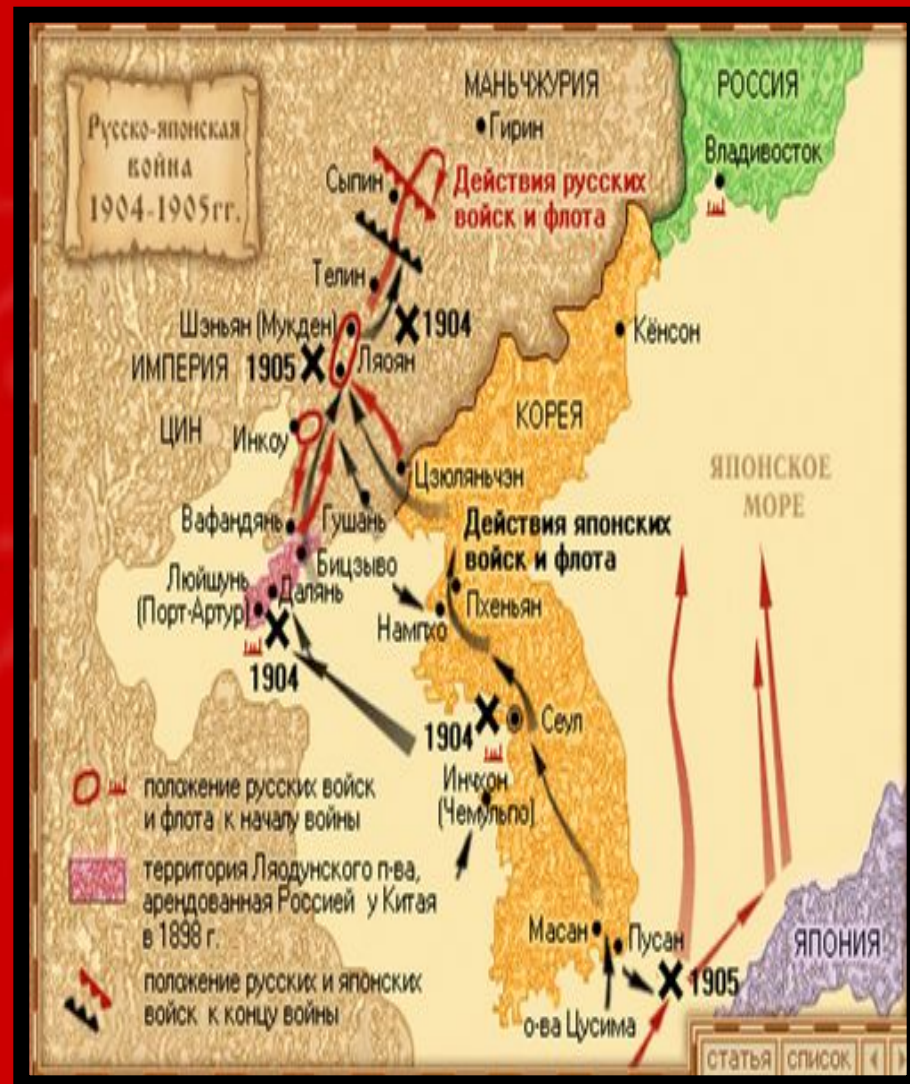 Русско-японская
война
1904-1905гг.
МАНЬЧЖУРИЯ
Гирин
РОССИЯ
Владивосток
Сыпин
Действия русских
войск и флота
Телин
Шэньян (Мукден)
1904
ИМПЕРИЯ
1905
Ляоян
Кёнсон
ЦИН
Инкоу
КОРЕЯ
Цзюляньчэн
ЯПОНСКОЕ
МОРЕ
Вафандянь
Гушань
Действия японских
войск и флота
Бицзыво
Люйшунь
(Порт-Артур)
Далянь
Пхеньян
Нампхо
1904
1904
Сеул
Инчхон
(Чемульпо)
положение русских войск
и флота к началу войны
территория Ляодунского п-ва,
арендованная Россией у Китая
в 1898 г.
Масан
Пусан
ЯПОНИЯ
1905
положение русских и японских
войск к концу войны
о-ва Цусима
статья
список